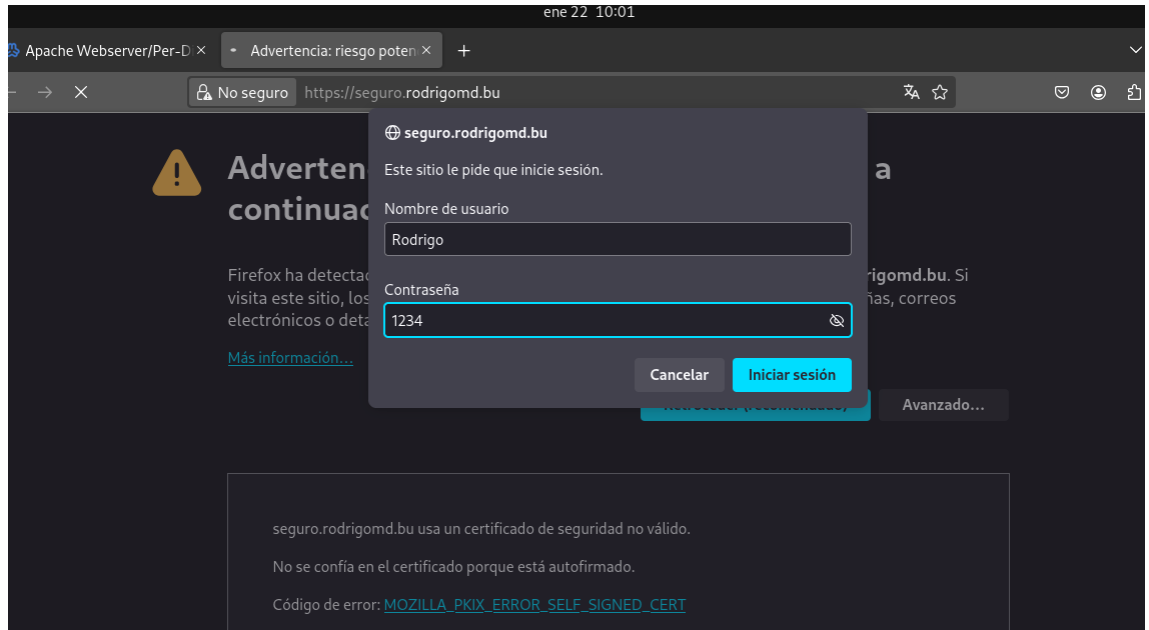 ene 22 10:01
Apache Webserver/Per-Di
Advertencia: riesgo poten
No seguro https://seguro.rodrigomd.bu
seguro.rodrigomd.bu
Este sitio le pide que inicie sesión.
Nombre de usuario
Rodrigo
Contraseña
1234
Cancelar Iniciar sesión
Adverten a
continuac
Firefox ha detecta rigomd.bu. Si
visita este sitio, los ñas, correos
electrónicos o deta
Más información…
Avanzado…
seguro.rodrigomd.bu usa un certificado de seguridad no válido.
No se confía en el certificado porque está autofirmado.
Código de error: MOZILLA_PKIX_ERROR_SELF_SIGNED_CERT